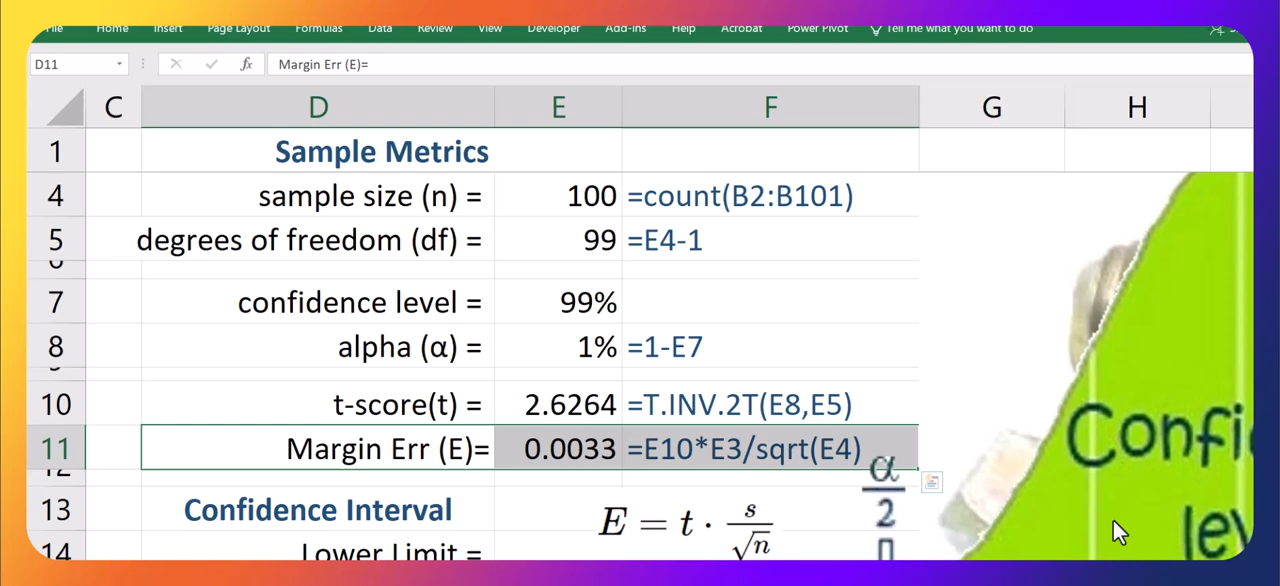 File Home Insert Page Layout Formulas Data Review View Developer Add-ins Help Acrobat Power Pivot Tell me what you want to do
D11 fx Margin Err (E)=
C D E F G H
1 Sample Metrics
4 sample size (n) = 100 =count(B2:B101)
5 degrees of freedom (df) = 99 =E4-1
6
7 confidence level = 99%
8 alpha (α) = 1% =1-E7
9
10 t-score(t) = 2.6264 =T.INV.2T(E8,E5)
11 Margin Err (E)= 0.0033 =E10*E3/sqrt(E4)
12
13 Confidence Interval
E = t · s/√n
α
2
14 Lower Limit =
Confi
lev